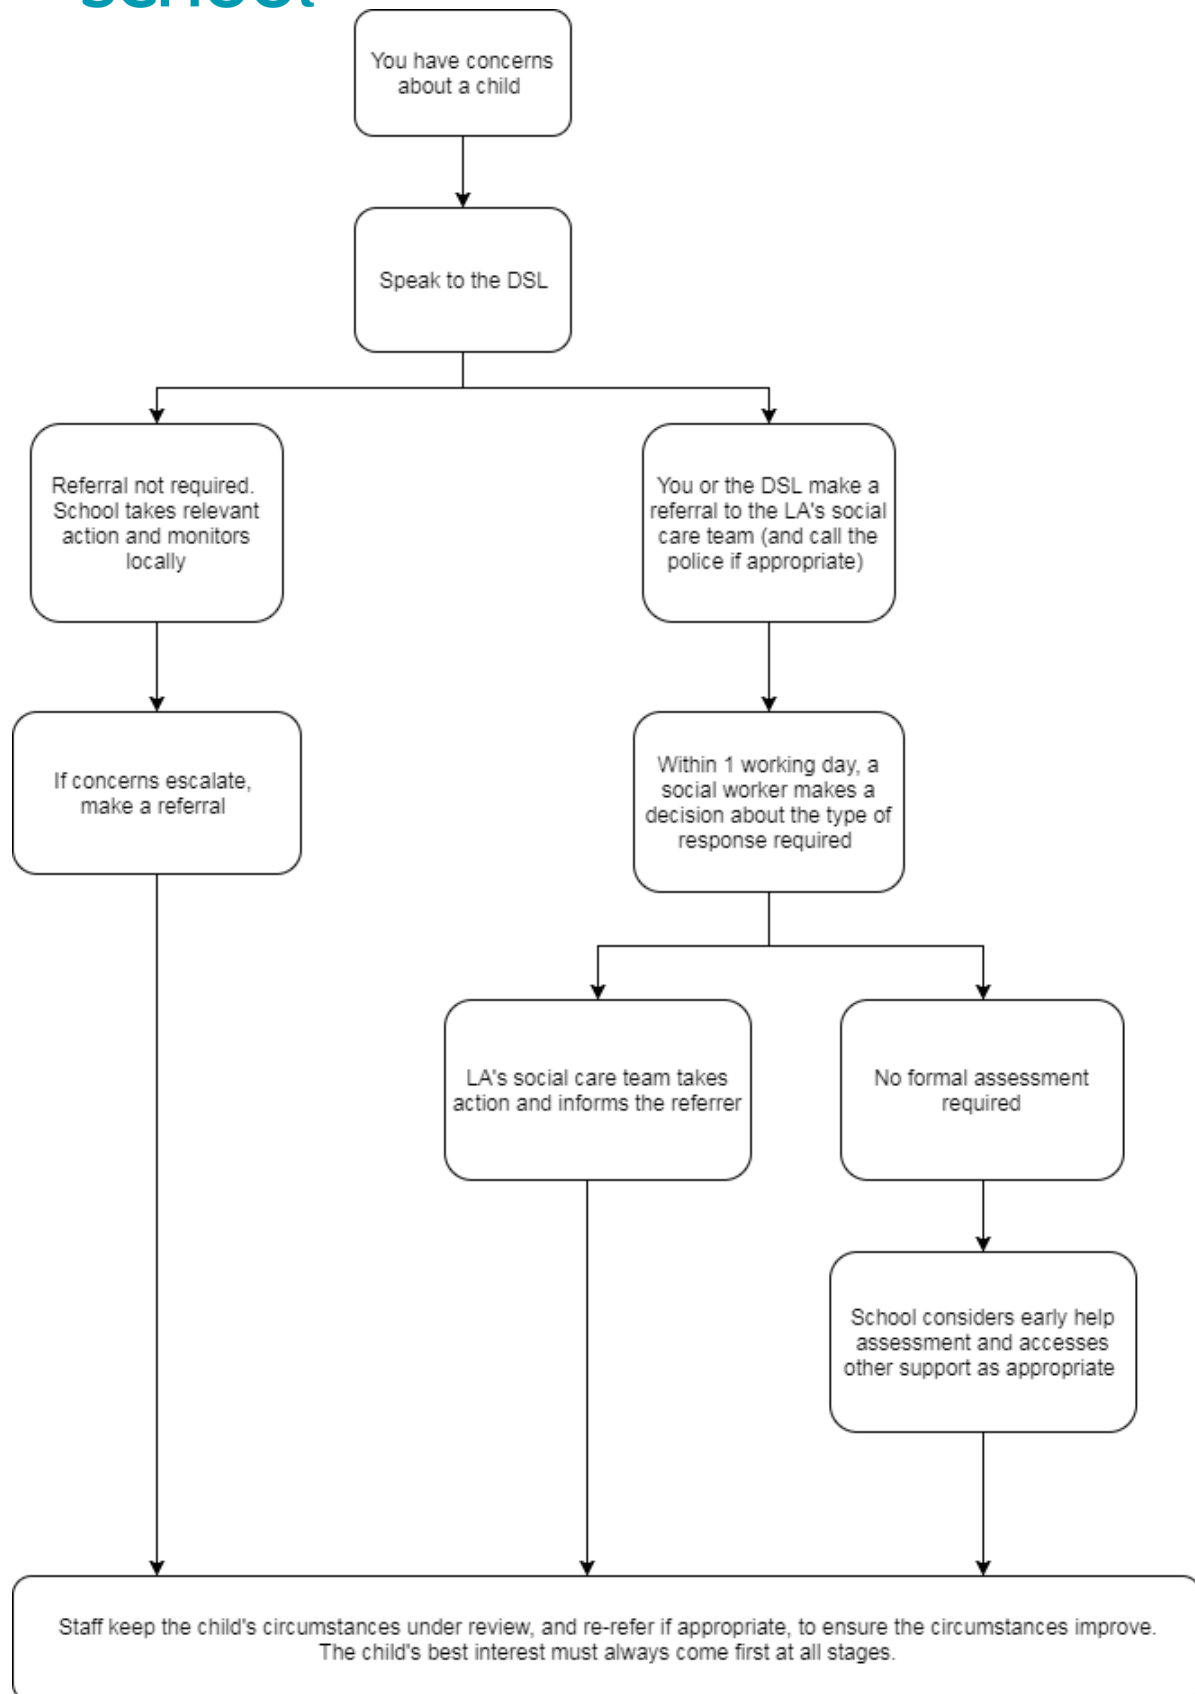 school
You have concerns
about a child
Speak to the DSL
Referral not required.
School takes relevant
action and monitors
locally
You or the DSL make a
referral to the LA's social
care team (and call the
police if appropriate)
If concerns escalate,
make a referral
Within 1 working day, a
social worker makes a
decision about the type of
response required
LA's social care team takes
action and informs the referrer
No formal assessment
required
School considers early help
assessment and accesses
other support as appropriate
Staff keep the child's circumstances under review, and re-refer if appropriate, to ensure the circumstances improve.
The child's best interest must always come first at all stages.